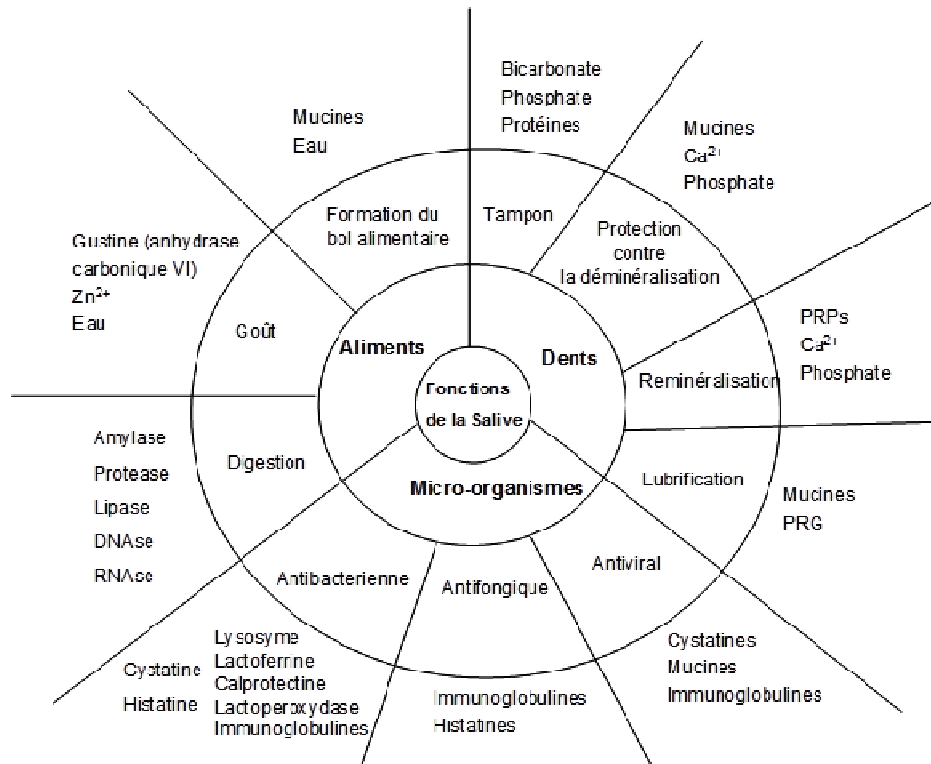 Fonctions
de la Salive
Aliments
Dents
Micro-organismes
Tampon
Bicarbonate
Phosphate
Protéines
Protection
contre
la déminéralisation
Mucines
Ca²⁺
Phosphate
Reminéralisation
PRPs
Ca²⁺
Phosphate
Lubrification
Mucines
PRG
Antiviral
Cystatines
Mucines
Immunoglobulines
Antifongique
Immunoglobulines
Histatines
Antibacterienne
Cystatine
Histatine
Lysosyme
Lactoferrine
Calprotectine
Lactoperoxydase
Immunoglobulines
Digestion
Amylase
Protease
Lipase
DNAse
RNAse
Goût
Gustine (anhydrase
carbonique VI)
Zn²⁺
Eau
Formation du
bol alimentaire
Mucines
Eau